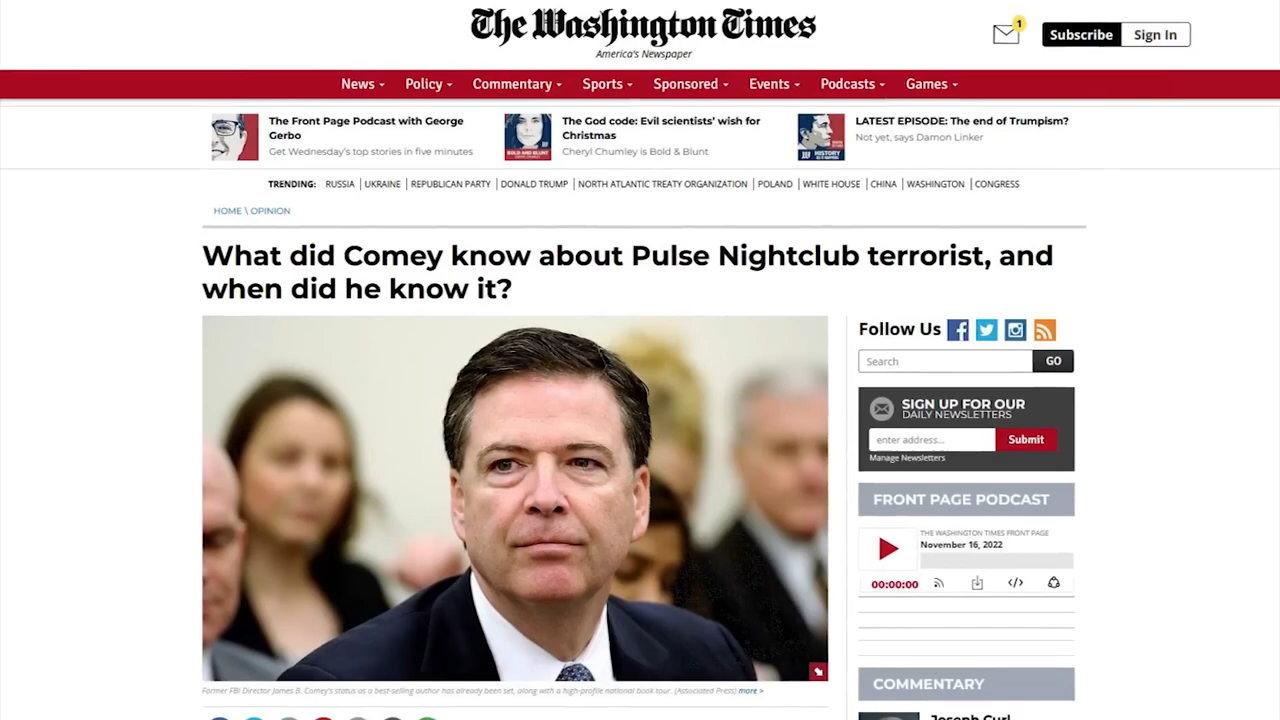 The Washington Times
America's Newspaper
1
Subscribe
Sign In
News
Policy
Commentary
Sports
Sponsored
Events
Podcasts
Games
The Front Page Podcast with George
Gerbo
Get Wednesday's top stories in five minutes
The God code: Evil scientists' wish for
Christmas
Cheryl Chumley is Bold & Blunt
BOLD AND BLUNT
LATEST EPISODE: The end of Trumpism?
Not yet, says Damon Linker
HISTORY
TRENDING: RUSSIA | UKRAINE | REPUBLICAN PARTY | DONALD TRUMP | NORTH ATLANTIC TREATY ORGANIZATION | POLAND | WHITE HOUSE | CHINA | WASHINGTON | CONGRESS
HOME \ OPINION
What did Comey know about Pulse Nightclub terrorist, and
when did he know it?
Former FBI Director James B. Comey's status as a best-selling author has already been set, along with a high-profile national book tour. (Associated Press) more >
Follow Us
Search
GO
SIGN UP FOR OUR
DAILY NEWSLETTERS
enter address...
Submit
Manage Newsletters
FRONT PAGE PODCAST
THE WASHINGTON TIMES FRONT PAGE
November 16, 2022
00:00:00
COMMENTARY
Joseph Curl